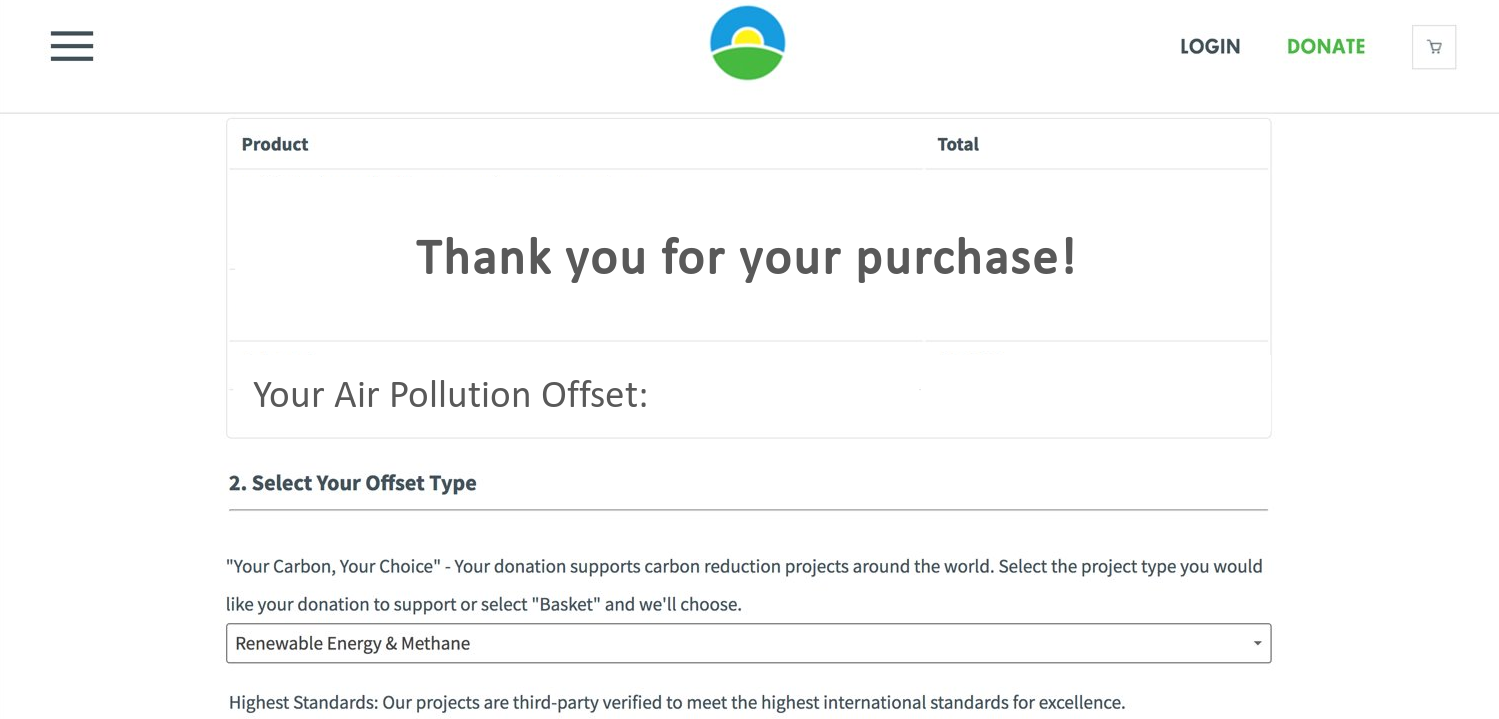 LOGIN DONATE
Product Total
Thank you for your purchase!
Your Air Pollution Offset:
2. Select Your Offset Type
"Your Carbon, Your Choice" - Your donation supports carbon reduction projects around the world. Select the project type you would
like your donation to support or select "Basket" and we'll choose.
Renewable Energy & Methane
Highest Standards: Our projects are third-party verified to meet the highest international standards for excellence.